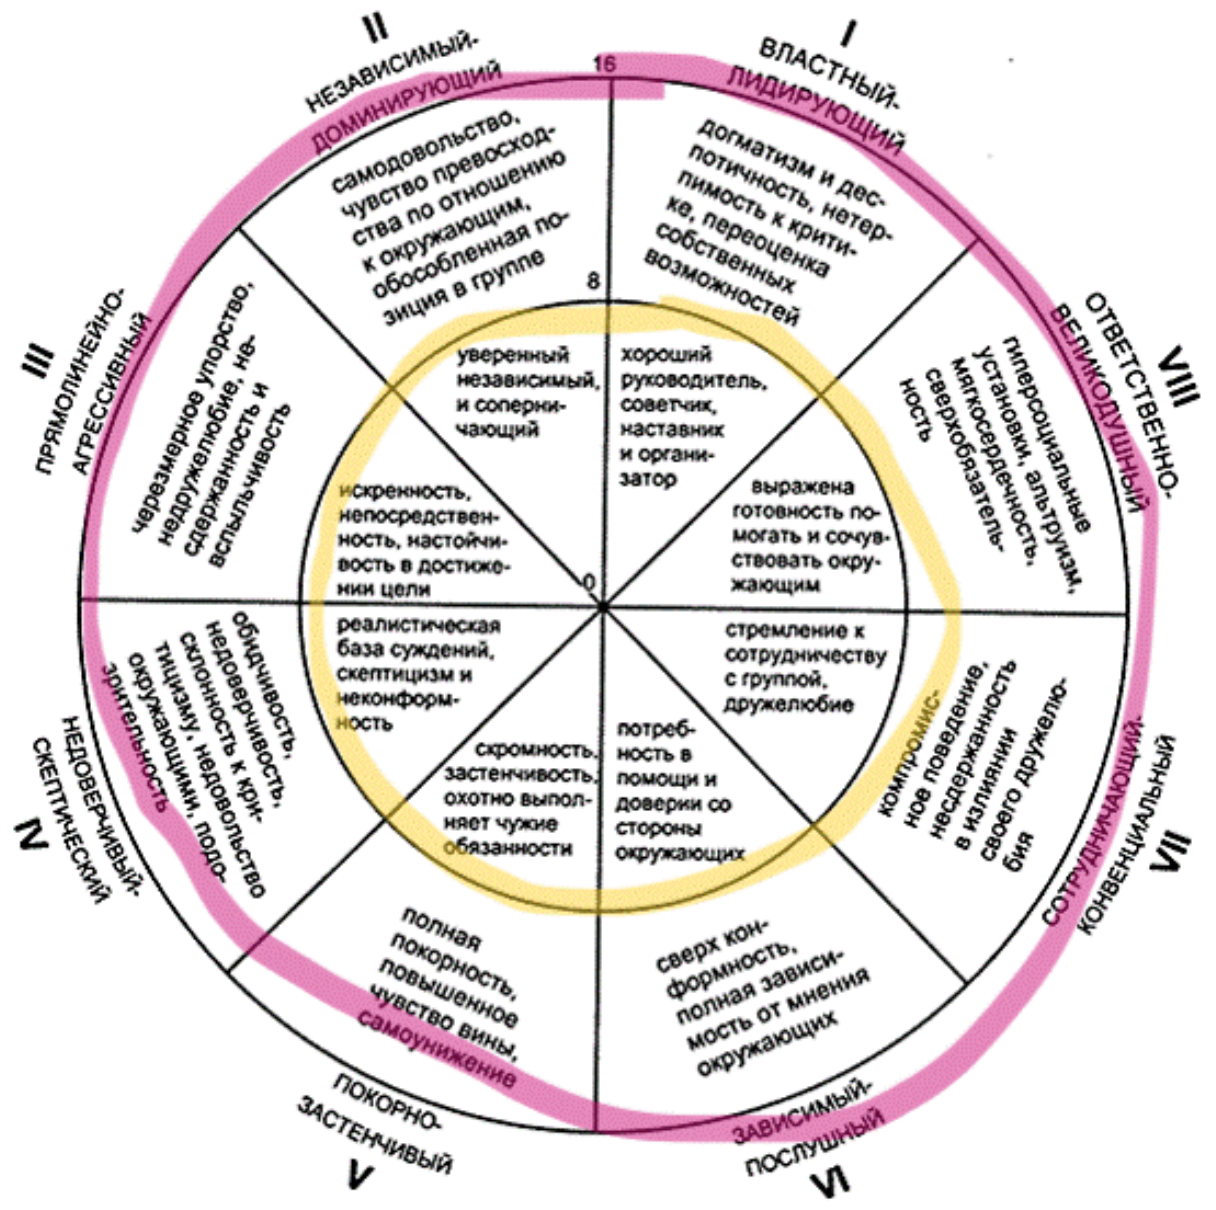 I
ВЛАСТНЫЙ-
ЛИДИРУЮЩИЙ
догматизм и дес-
потичность, нетер-
пимость к крити-
ке, переоценка
собственных
возможностей
хороший
руководитель,
советчик,
наставник
и органи-
затор
II
НЕЗАВИСИМЫЙ-
ДОМИНИРУЮЩИЙ
самодовольство,
чувство превосход-
ства по отношению
к окружающим,
обособленная по-
зиция в группе
уверенный
независимый,
и соперни-
чающий
III
ПРЯМОЛИНЕЙНО-
АГРЕССИВНЫЙ
черезмерное упорство,
недружелюбие, не-
сдержанность и
вспыльчивость
искренность,
непосредствен-
ность, настойчи-
вость в достиже-
нии цели
IV
НЕДОВЕРЧИВЫЙ-
СКЕПТИЧЕСКИЙ
обидчивость,
недоверчивость,
склонность к кри-
тицизму, недовольство
окружающими, подо-
зрительность
реалистическая
база суждений,
скептицизм и
неконформ-
ность
V
ПОКОРНО-
ЗАСТЕНЧИВЫЙ
полная
покорность,
повышенное
чувство вины,
самоунижение
скромность,
застенчивость,
охотно выпол-
няет чужие
обязанности
VI
ЗАВИСИМЫЙ-
ПОСЛУШНЫЙ
сверх кон-
формность,
полная зависи-
мость от мнения
окружающих
потреб-
ность в
помощи и
доверии со
стороны
окружающих
VII
СОТРУДНИЧАЮЩИЙ-
КОНВЕНЦИАЛЬНЫЙ
компромис-
ное поведение,
несдержанность
в излиянии
своего дружелю-
бия
стремление к
сотрудничеству
с группой,
дружелюбие
VIII
ОТВЕТСТВЕННО-
ВЕЛИКОДУШНЫЙ
гиперсоциальные
установки, альтруизм,
мягкосердечность,
сверхобязатель-
ность
выражена
готовность по-
могать и сочув-
ствовать окру-
жающим
16
8
0